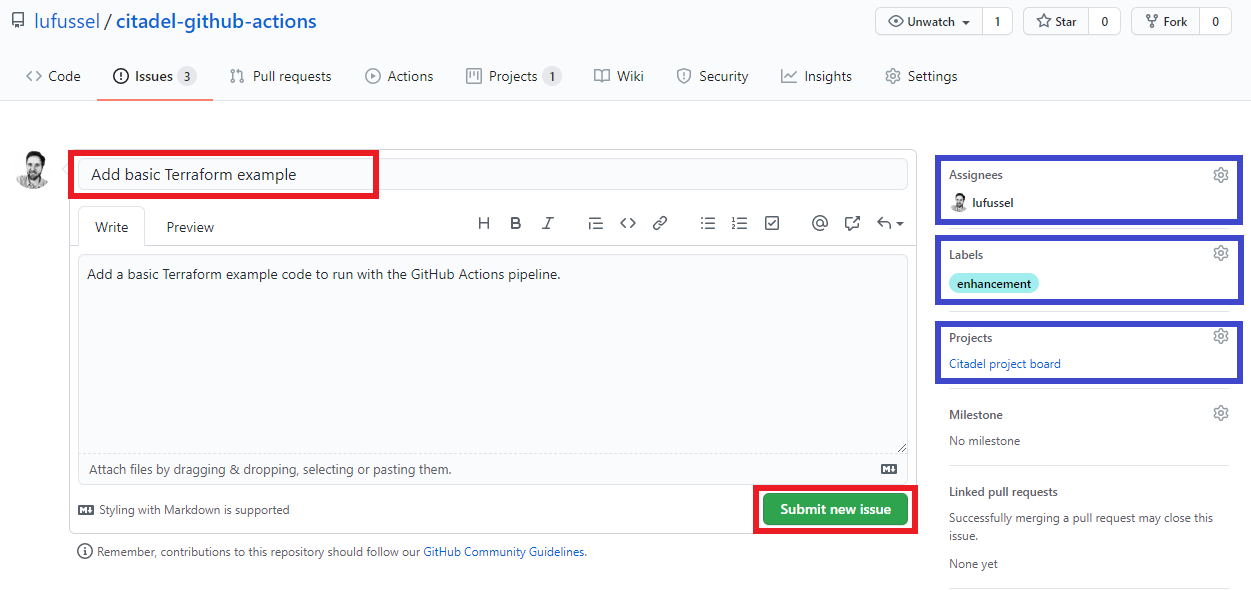 lufussel / citadel-github-actions
Unwatch 1 Star 0 Fork 0
Code Issues 3 Pull requests Actions Projects 1 Wiki Security Insights Settings
Add basic Terraform example
Write Preview
Add a basic Terraform example code to run with the GitHub Actions pipeline.
Attach files by dragging & dropping, selecting or pasting them.
Styling with Markdown is supported
Submit new issue
Remember, contributions to this repository should follow our GitHub Community Guidelines.
Assignees
lufussel
Labels
enhancement
Projects
Citadel project board
Milestone
No milestone
Linked pull requests
Successfully merging a pull request may close this
issue.
None yet